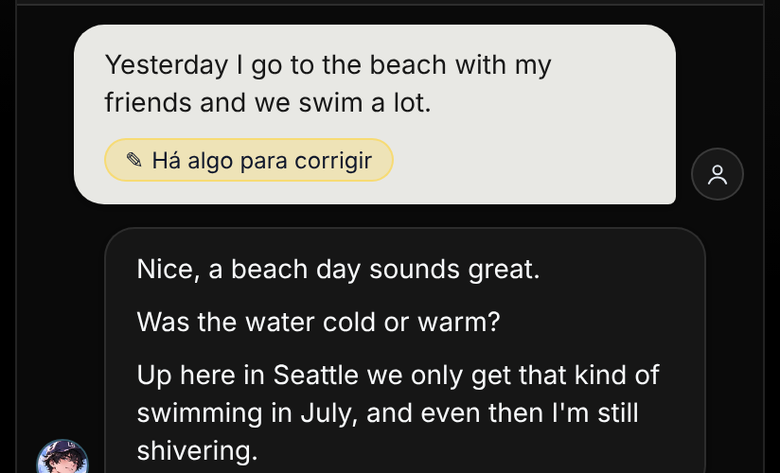 Yesterday I go to the beach with my
friends and we swim a lot.
✎ Há algo para corrigir
Nice, a beach day sounds great.
Was the water cold or warm?
Up here in Seattle we only get that kind of
swimming in July, and even then I'm still
shivering.